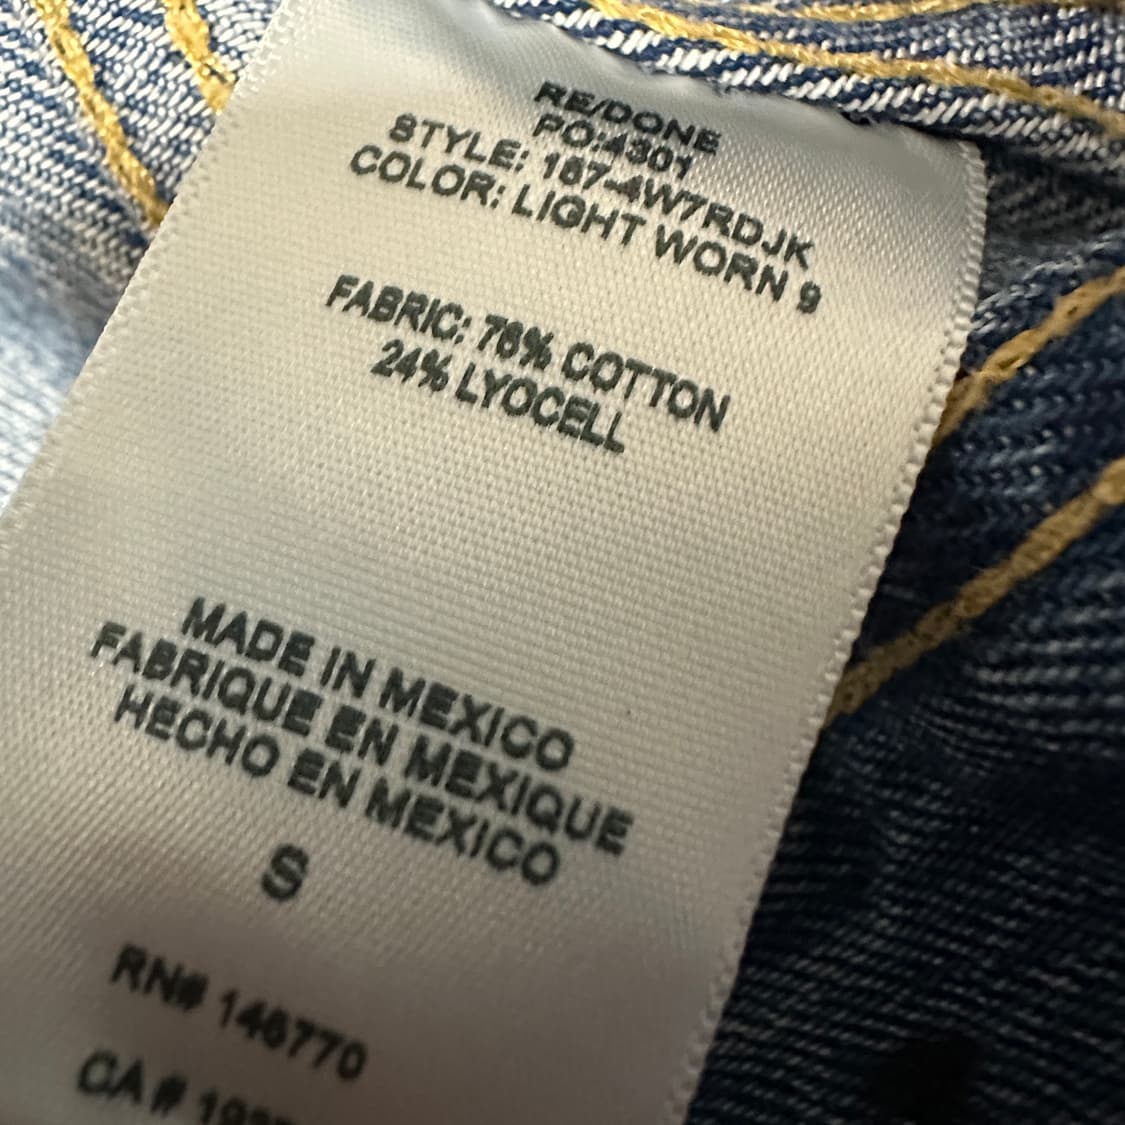 RE/DONE
PO:4301
STYLE: 187-4W7RDJK
COLOR: LIGHT WORN 9
FABRIC: 76% COTTON
24% LYOCELL
MADE IN MEXICO
FABRIQUE EN MEXIQUE
HECHO EN MEXICO
S
RN# 146770
CA #